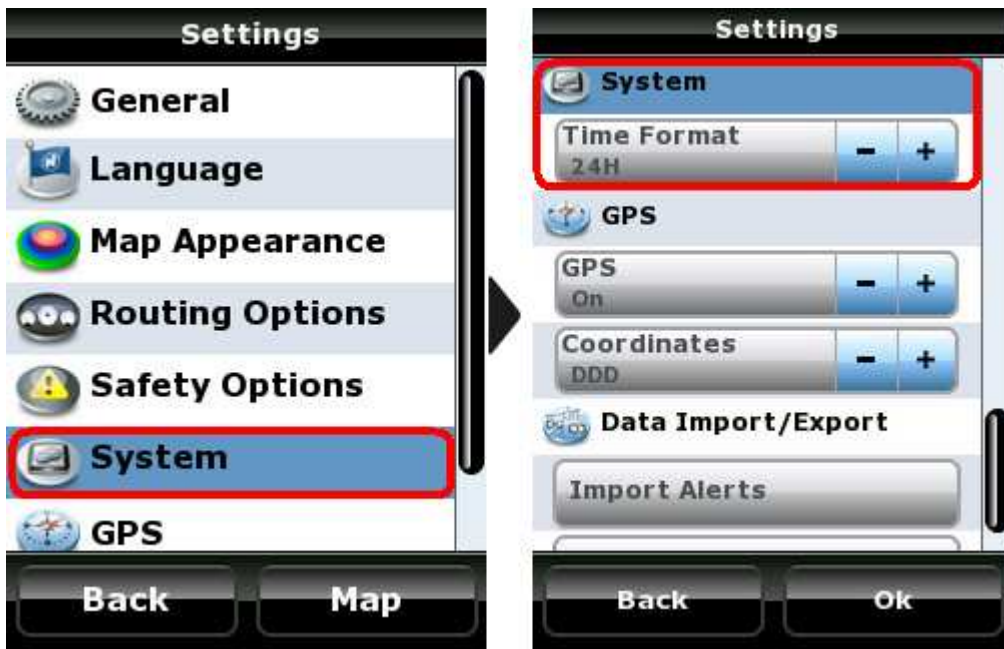 Settings
General
Language
Map Appearance
Routing Options
Safety Options
System
GPS
Back
Map
Settings
System
Time Format
24H
-
+
GPS
GPS
On
-
+
Coordinates
DDD
-
+
Data Import/Export
Import Alerts
Back
Ok